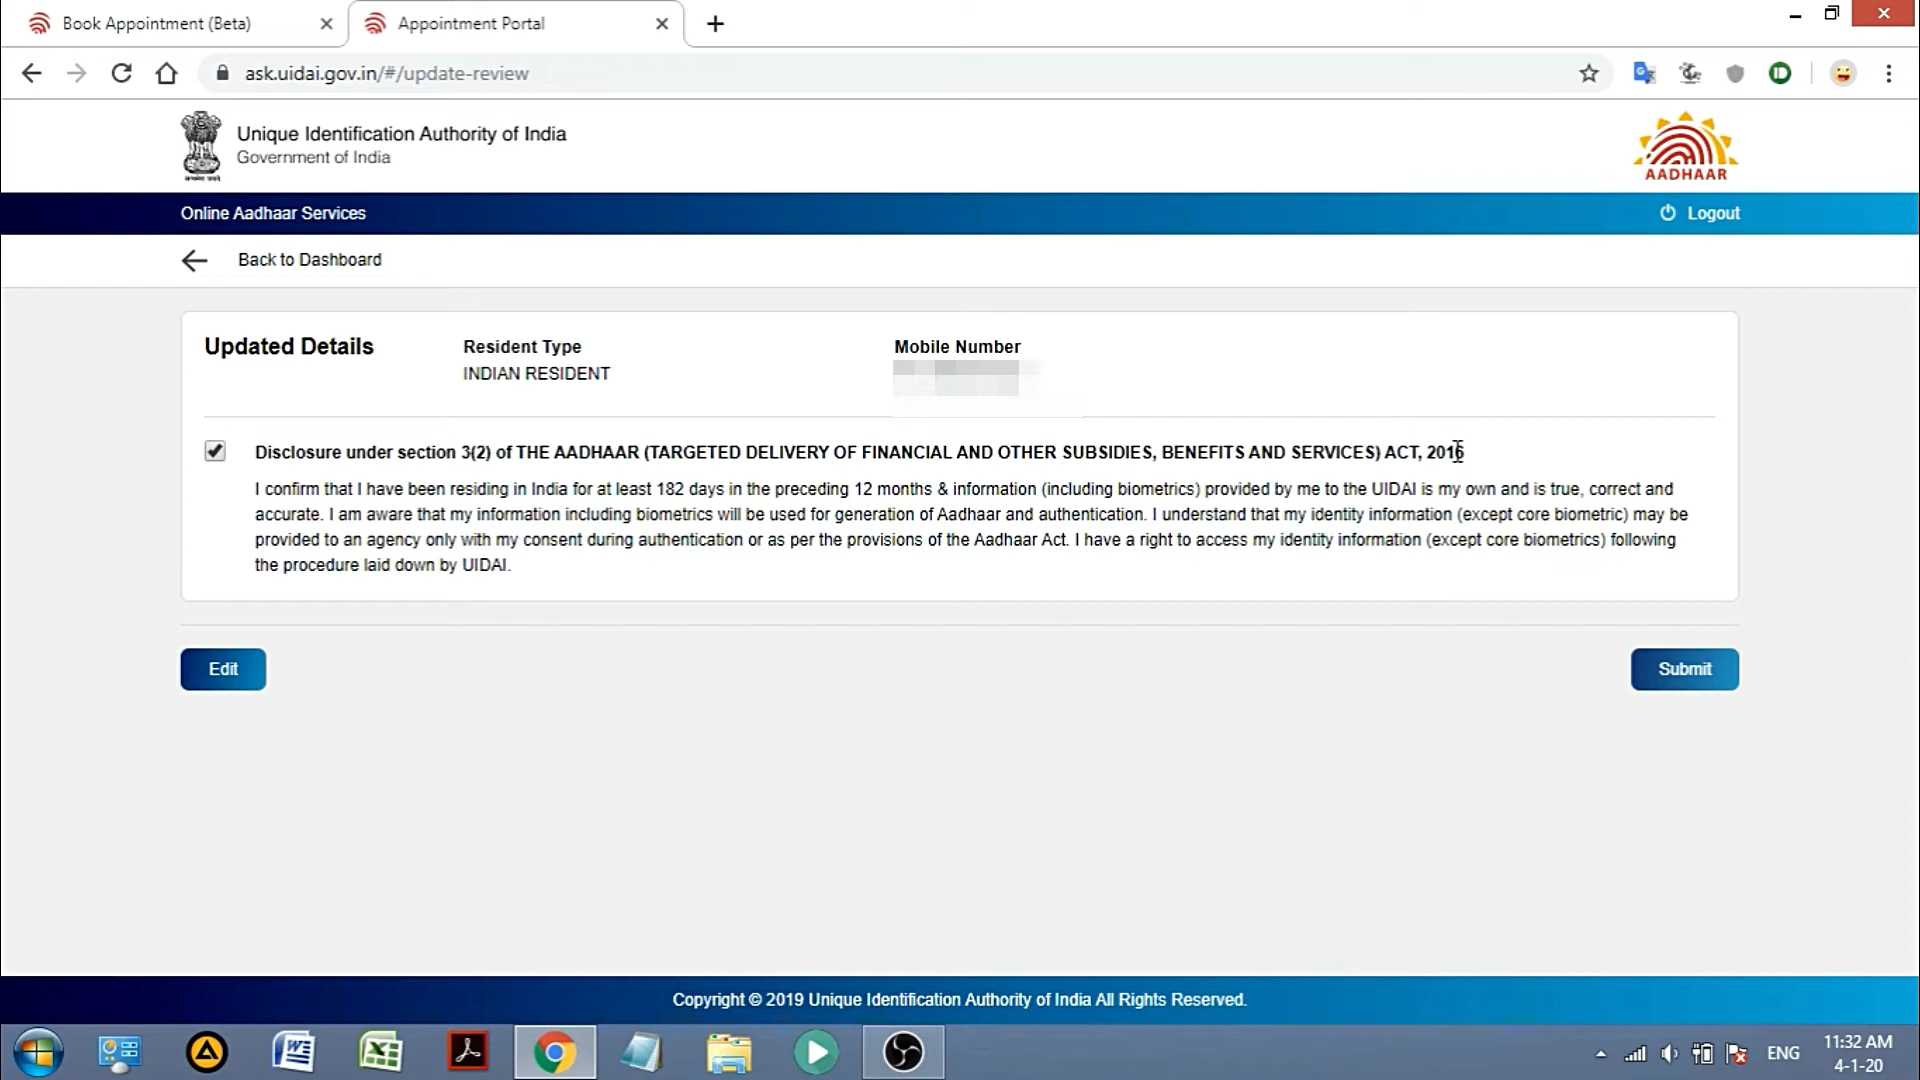 Book Appointment (Beta)
Appointment Portal
ask.uidai.gov.in/#/update-review
Unique Identification Authority of India
Government of India
AADHAAR
Online Aadhaar Services
Logout
Back to Dashboard
Updated Details
Resident Type
INDIAN RESIDENT
Mobile Number
Disclosure under section 3(2) of THE AADHAAR (TARGETED DELIVERY OF FINANCIAL AND OTHER SUBSIDIES, BENEFITS AND SERVICES) ACT, 2016
I confirm that I have been residing in India for at least 182 days in the preceding 12 months & information (including biometrics) provided by me to the UIDAI is my own and is true, correct and
accurate. I am aware that my information including biometrics will be used for generation of Aadhaar and authentication. I understand that my identity information (except core biometric) may be
provided to an agency only with my consent during authentication or as per the provisions of the Aadhaar Act. I have a right to access my identity information (except core biometrics) following
the procedure laid down by UIDAI.
Edit
Submit
Copyright © 2019 Unique Identification Authority of India All Rights Reserved.
ENG
11:32 AM
4-1-20